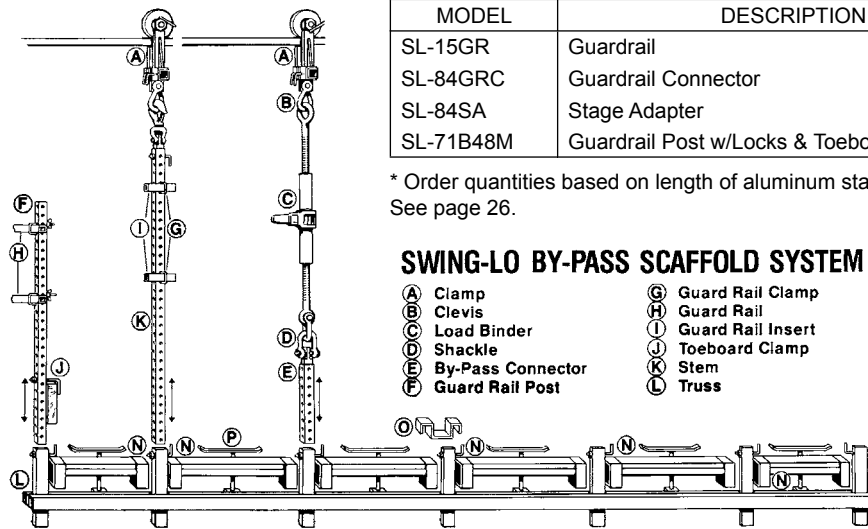 MODEL DESCRIPTION
SL-15GR Guardrail
SL-84GRC Guardrail Connector
SL-84SA Stage Adapter
SL-71B48M Guardrail Post w/Locks &
* Order quantities based on length of aluminum
See page 26.
SWING-LO BY-PASS SCAFFOLD SYSTEM
A Clamp
B Clevis
C Load Binder
D Shackle
E By-Pass Connector
F Guard Rail Post
G Guard Rail Clamp
H Guard Rail
I Guard Rail Insert
J Toeboard Clamp
K Stem
L Truss
A A
B
F
C
I G
H
K
D
J
E
O
N N P N N
L N